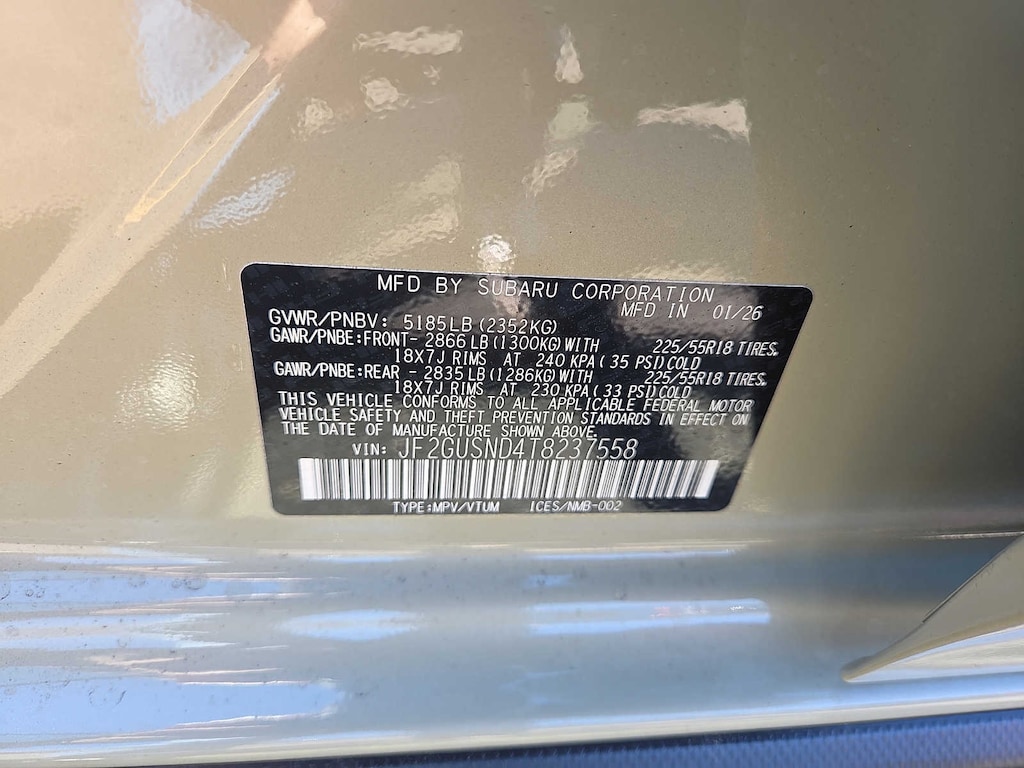 MFD BY SUBARU CORPORATION
MFD IN 01/26
GVWR/PNBV: 5185LB (2352KG)
GAWR/PNBE:FRONT- 2866 LB (1300KG) WITH 225/55R18 TIRES,
18X7J RIMS AT 240 KPA ( 35 PSI) COLD
GAWR/PNBE:REAR - 2835 LB (1286KG) WITH 225/55R18 TIRES,
18X7J RIMS AT 230 KPA ( 33 PSI) COLD
THIS VEHICLE CONFORMS TO ALL APPLICABLE FEDERAL MOTOR
VEHICLE SAFETY AND THEFT PREVENTION STANDARDS IN EFFECT ON
THE DATE OF MANUFACTURE SHOWN ABOVE.
VIN: JF2GUSND4T8237558
TYPE:MPV/VTUM ICES/NMB-002